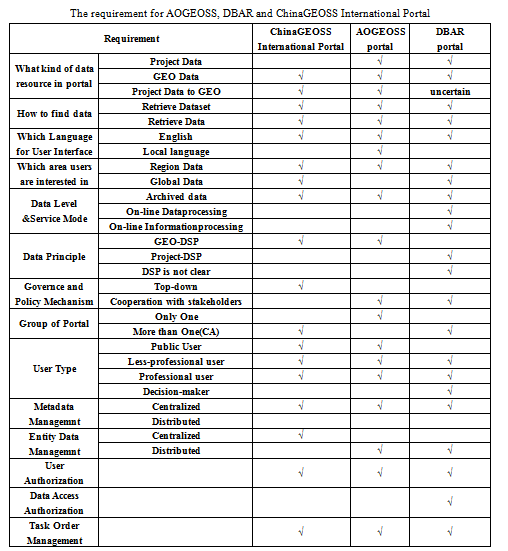 The requirement for AOGEOSS, DBAR and ChinaGEOSS International Portal
Requirement ChinaGEOSS International Portal AOGEOSS portal DBAR portal
What kind of data resource in portal Project Data √ √
GEO Data √ √ √
Project Data to GEO √ √ uncertain
How to find data Retrieve Dataset √ √ √
Retrieve Data √ √ √
Which Language for User Interface English √ √ √
Local language √
Which area users are interested in Region Data √ √ √
Global Data √ √
Data Level &Service Mode Archived data √ √ √
On-line Dataprocessing √
On-line Informationprocessing √
Data Principle GEO-DSP √ √
Project-DSP √
DSP is not clear √
Governce and Policy Mechanism Top-down √
Cooperation with stakeholders √ √
Group of Portal Only One √
More than One(CA) √ √
User Type Public User √ √
Less-professional user √ √ √
Professional user √ √ √
Decision-maker √
Metadata Managemnt Centralized √ √ √
Distributed
Entity Data Managemnt Centralized √
Distributed √ √
User Authorization √ √ √
Data Access Authorization √
Task Order Management √ √ √